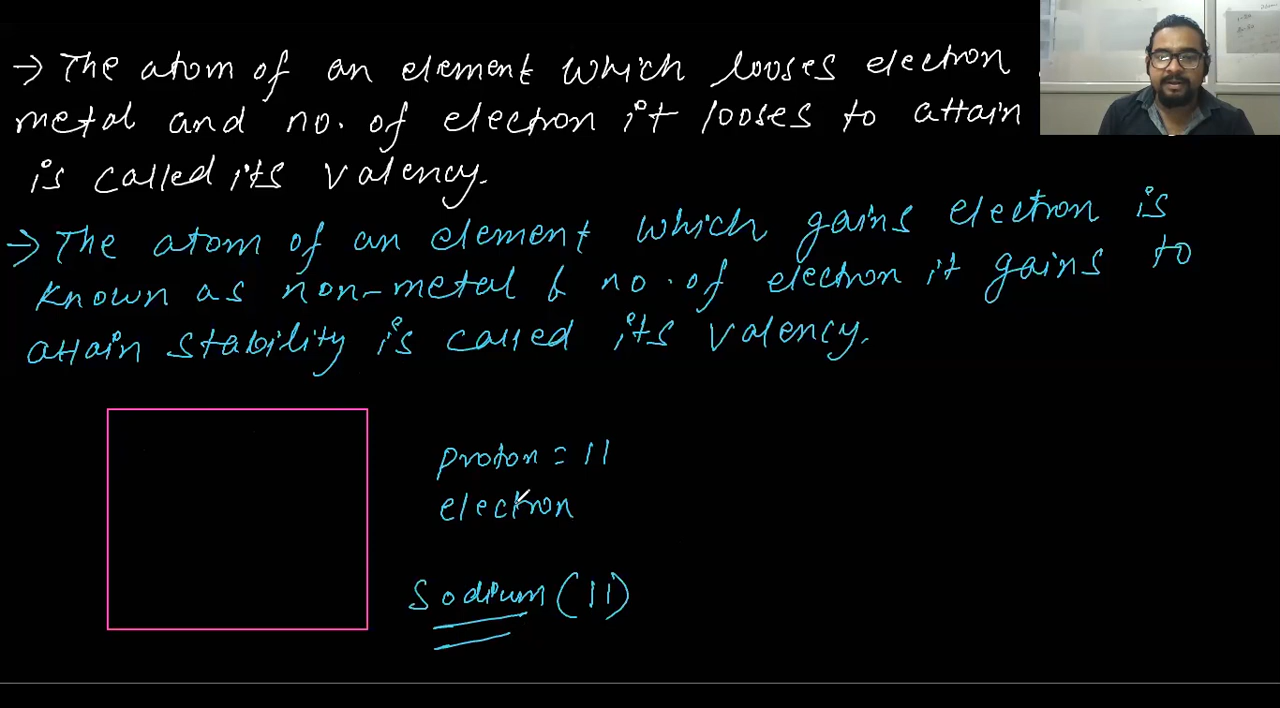 → The atom of an element which looses electron
metal and no. of electron it looses to attain
is called its valency.
→ The atom of an element which gains electron is
known as non-metal & no. of electron it gains to
attain stability is called its valency.
proton = 11
electron
Sodium (11)